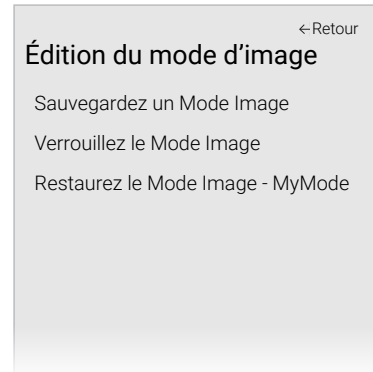 ←Retour
Édition du mode d’image
Sauvegardez un Mode Image
Verrouillez le Mode Image
Restaurez le Mode Image - MyMode